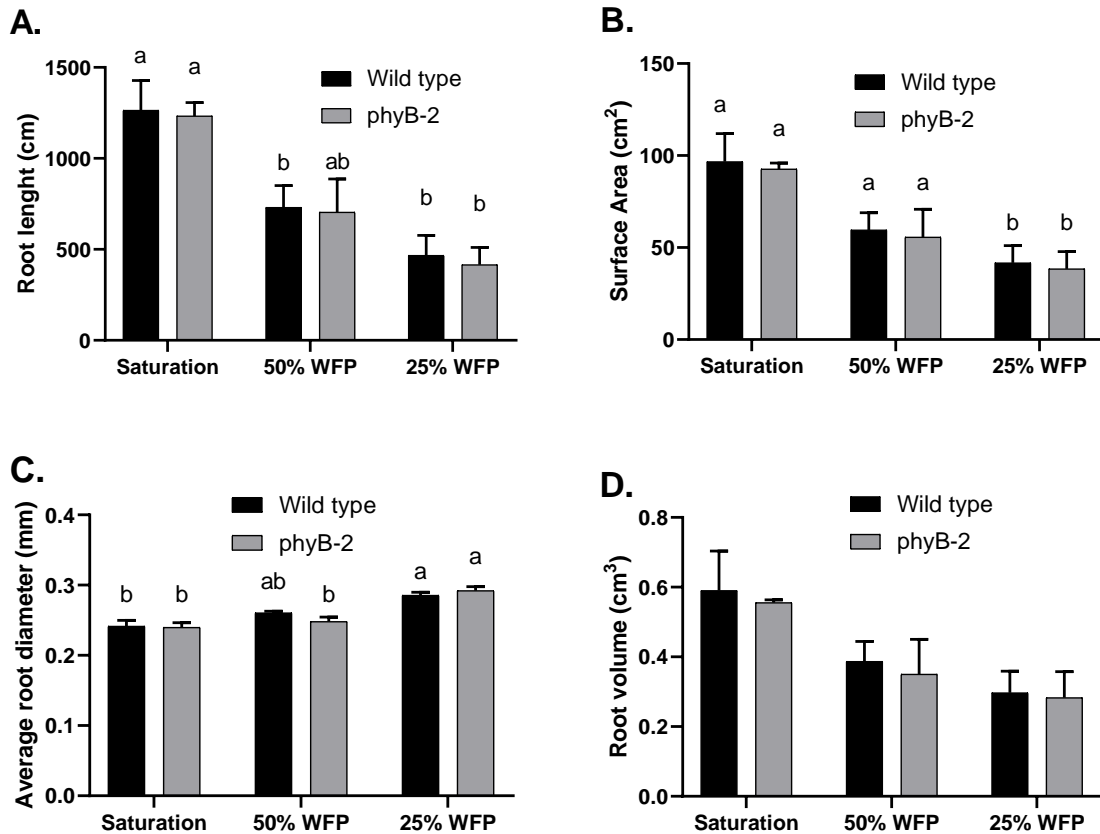 A.
Root lenght (cm)
1500
1000
500
0
a a
b ab
b b
Wild type
phyB-2
Saturation 50% WFP 25% WFP
B.
Surface Area (cm²)
150
100
50
0
a a
a a
b b
Wild type
phyB-2
Saturation 50% WFP 25% WFP
C.
Average root diameter (mm)
0.4
0.3
0.2
0.1
0.0
b b
ab b
a a
Wild type
phyB-2
Saturation 50% WFP 25% WFP
D.
Root volume (cm³)
0.8
0.6
0.4
0.2
0.0
Wild type
phyB-2
Saturation 50% WFP 25% WFP